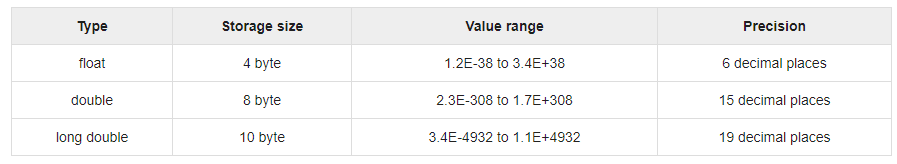 Type Storage size Value range Precision
float 4 byte 1.2E-38 to 3.4E+38 6 decimal places
double 8 byte 2.3E-308 to 1.7E+308 15 decimal places
long double 10 byte 3.4E-4932 to 1.1E+4932 19 decimal places